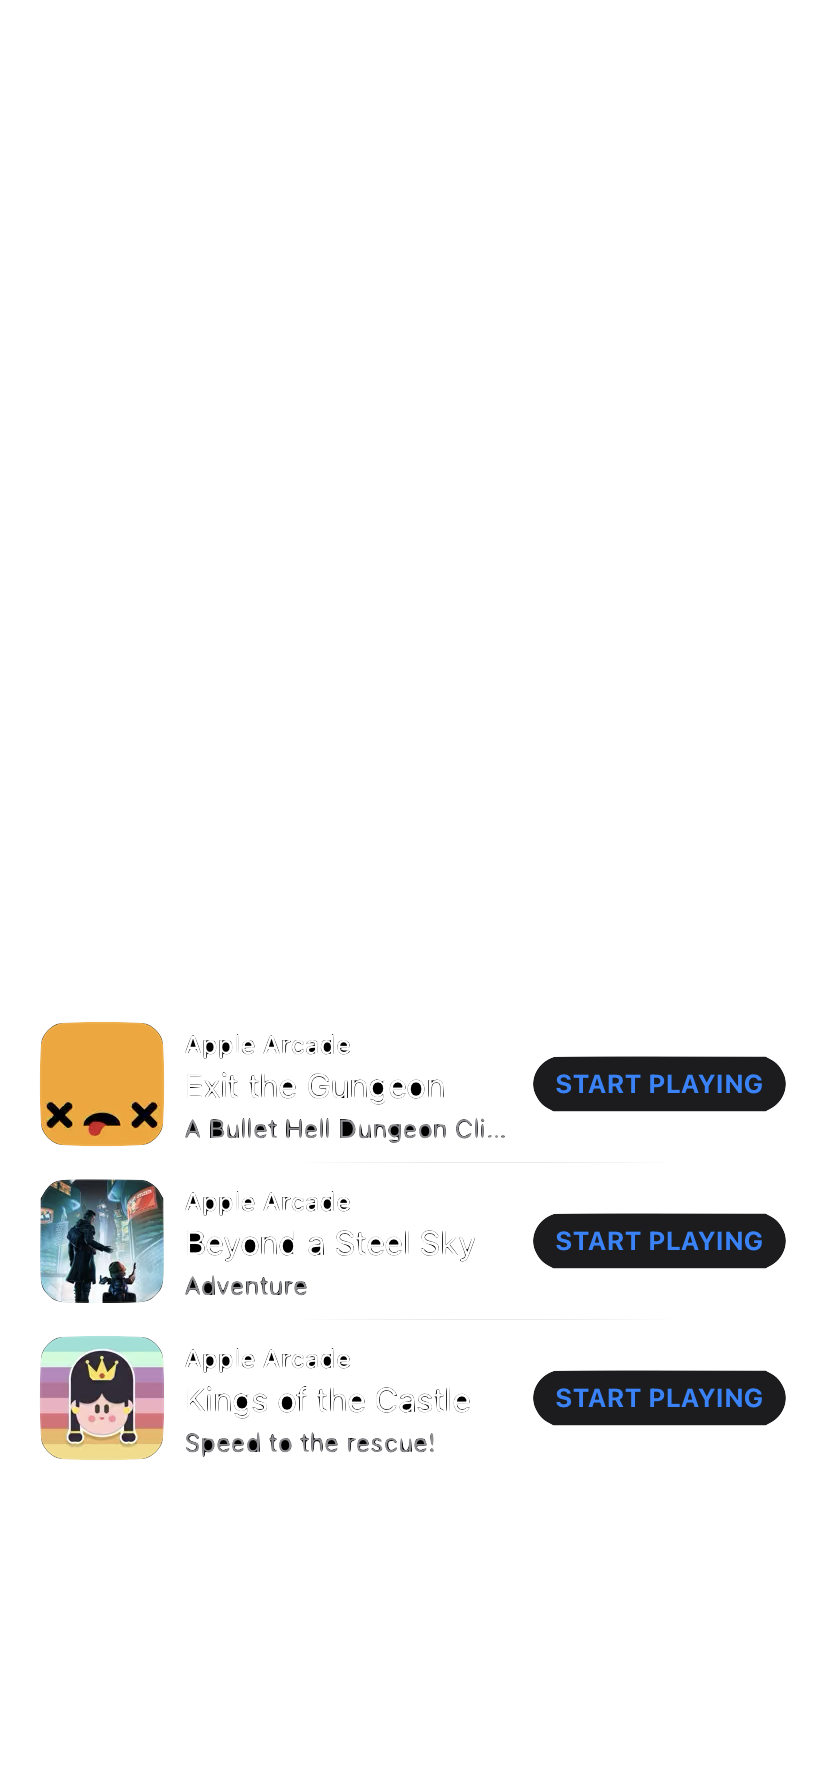 Apple Arcade
Exit the Gungeon
A Bullet Hell Dungeon Cli...
START PLAYING
Apple Arcade
Beyond a Steel Sky
Adventure
START PLAYING
Apple Arcade
Kings of the Castle
Speed to the rescue!
START PLAYING